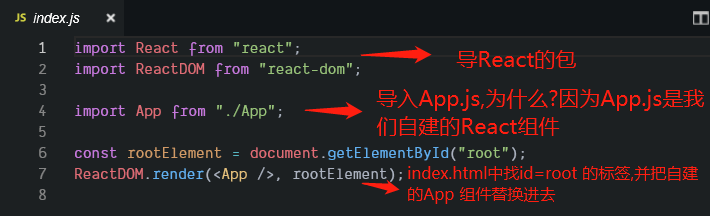 JS index.js ×
1 import React from "react";
导React的包
2 import ReactDOM from "react-dom";
3
4 import App from "./App";
导入App.js,为什么?因为App.js是我
们自建的React组件
5
6 const rootElement = document.getElementById("root");
7 ReactDOM.render(<App />, rootElement);
index.html中找id=root 的标签,并把自建
的App 组件替换进去
8